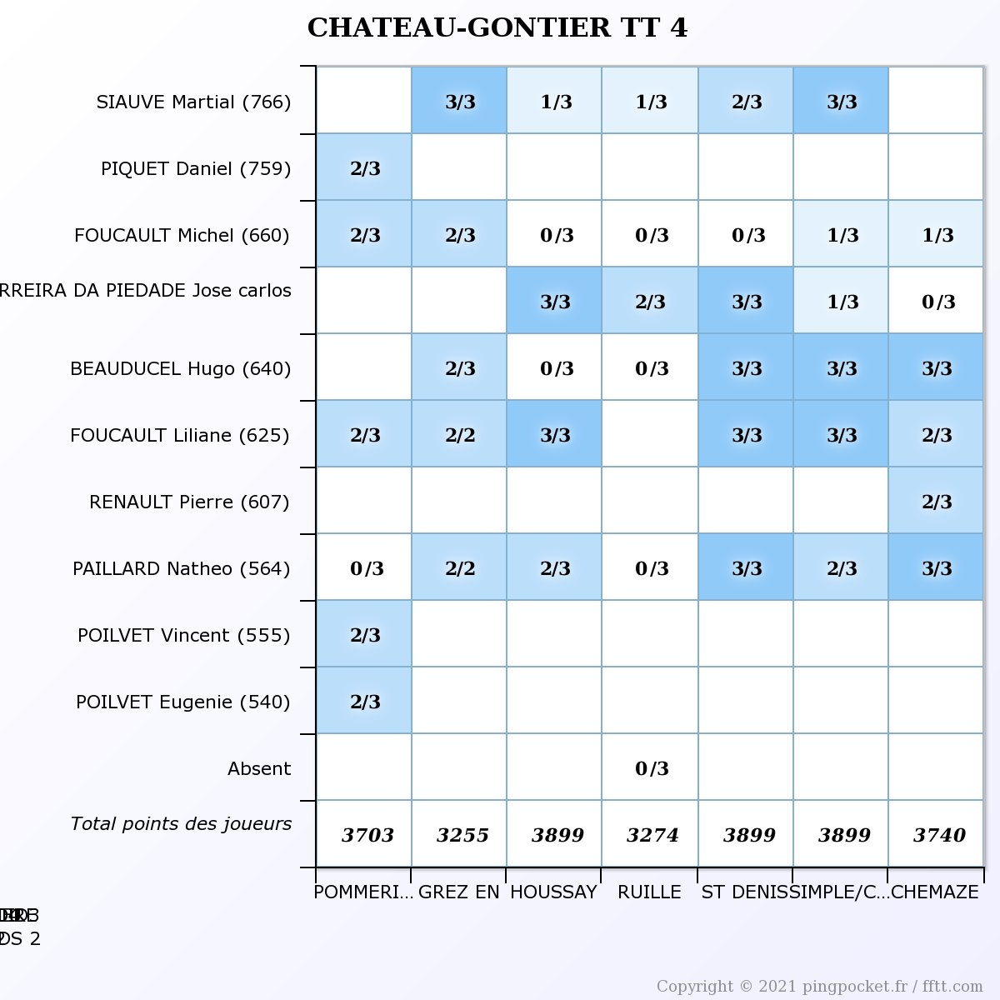 CHATEAU-GONTIER TT 4
SIAUVE Martial (766) 3/3 1/3 1/3 2/3 3/3
PIQUET Daniel (759) 2/3
FOUCAULT Michel (660) 2/3 2/3 0/3 0/3 0/3 1/3 1/3
RREIRA DA PIEDADE Jose carlos 3/3 2/3 3/3 1/3 0/3
BEAUDUCEL Hugo (640) 2/3 0/3 0/3 3/3 3/3 3/3
FOUCAULT Liliane (625) 2/3 2/2 3/3 3/3 3/3 2/3
RENAULT Pierre (607) 2/3
PAILLARD Natheo (564) 0/3 2/2 2/3 0/3 3/3 2/3 3/3
POILVET Vincent (555) 2/3
POILVET Eugenie (540) 2/3
Absent 0/3
Total points des joueurs 3703 3255 3899 3274 3899 3899 3740
POMMERI... GREZ EN HOUSSAY RUILLE ST DENIS SIMPLE/C... CHEMAZE
DS 2
Copyright © 2021 pingpocket.fr / fftt.com